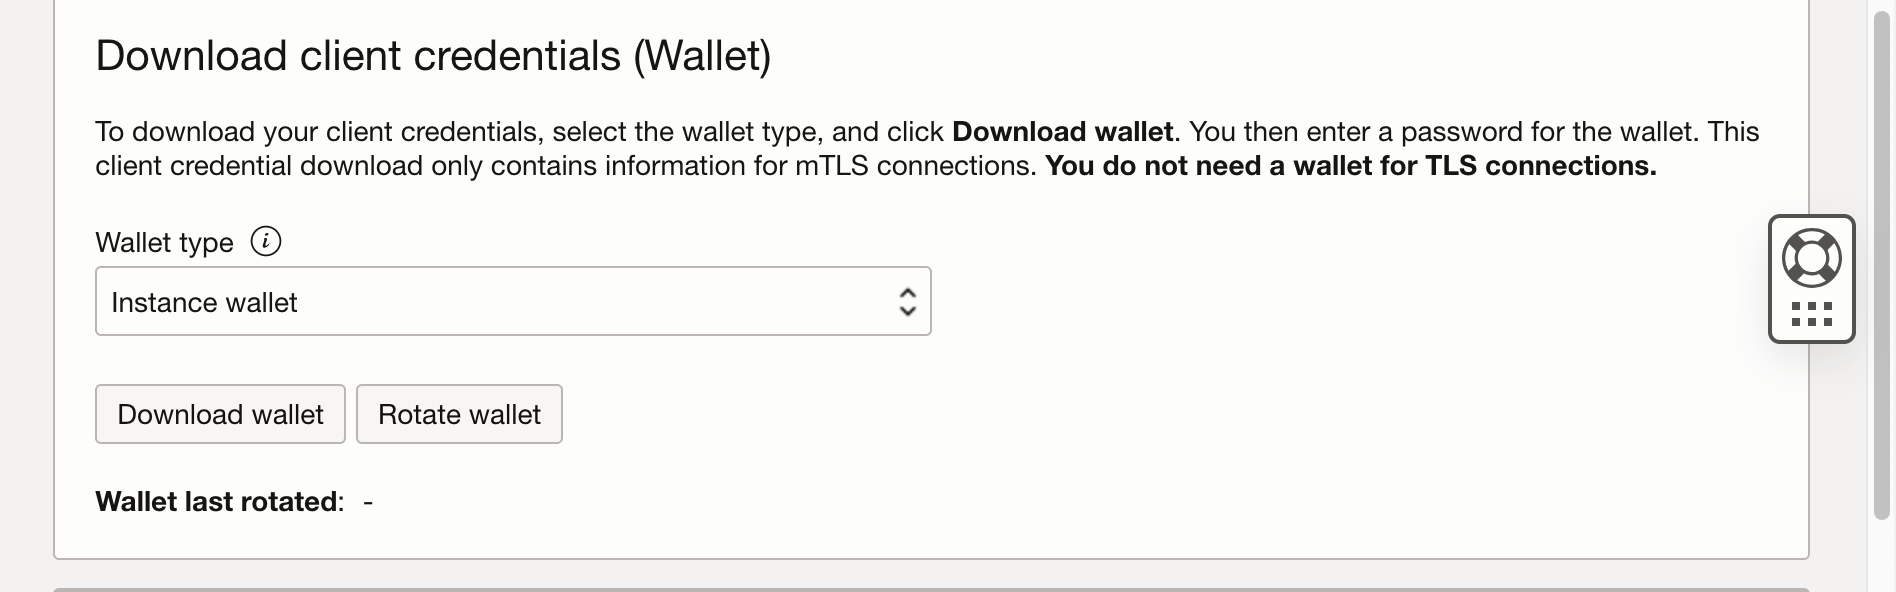 Download client credentials (Wallet)
To download your client credentials, select the wallet type, and click Download wallet. You then enter a password for the wallet. This
client credential download only contains information for mTLS connections. You do not need a wallet for TLS connections.
Wallet type i
Instance wallet
Download wallet Rotate wallet
Wallet last rotated: -